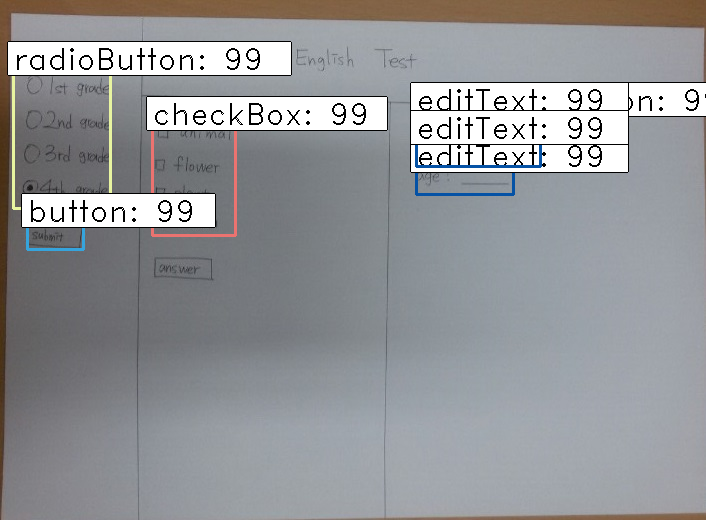 English Test
radioButton: 99
1st grade
2nd grade
3rd grade
4th grade
button: 99
submit
checkBox: 99
animal
flower
answer
editText: 99
on: 9
editText: 99
editText: 99
age :